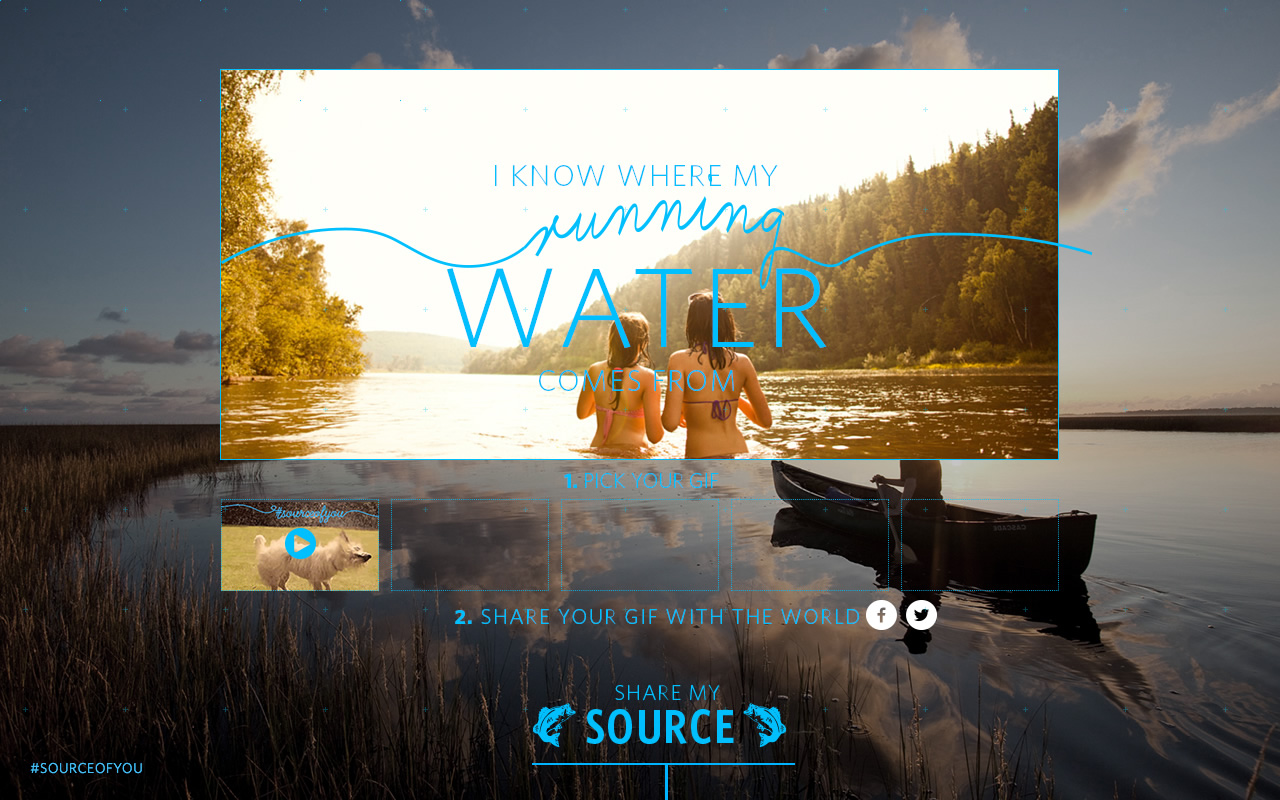 I KNOW WHERE MY
running
WATER
COMES FROM
1. PICK YOUR GIF
#sourceofyou
2. SHARE YOUR GIF WITH THE WORLD
SHARE MY
SOURCE
#SOURCEOFYOU